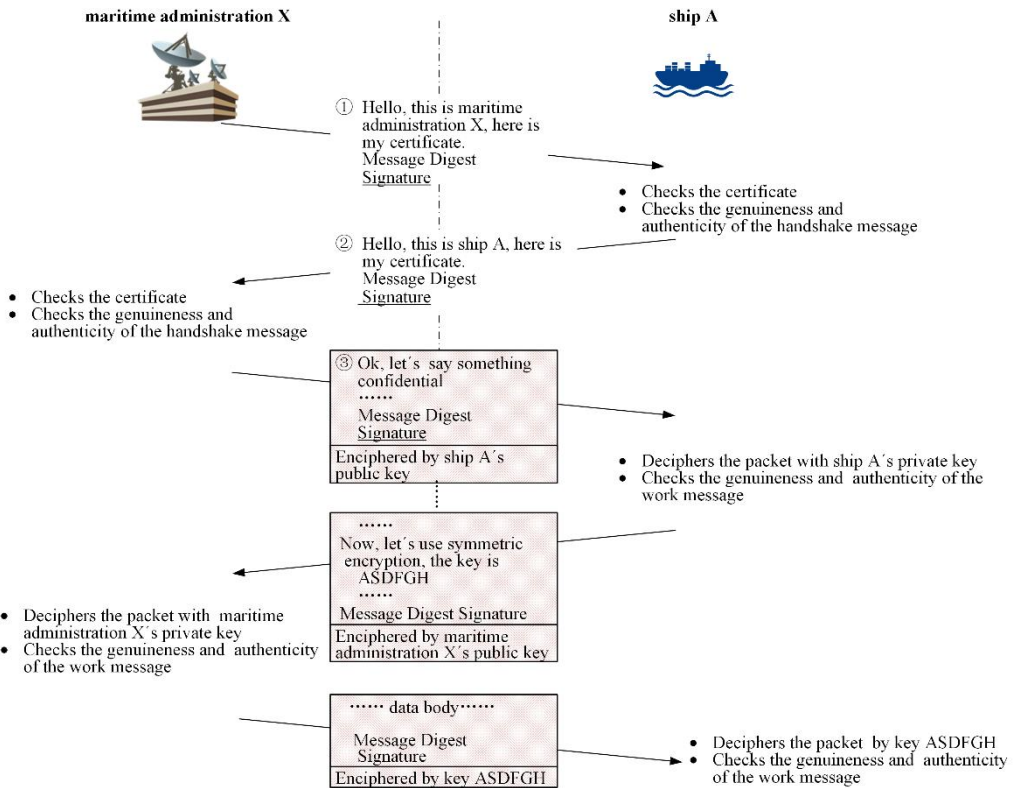 maritime administration X
ship A
① Hello, this is maritime
administration X, here is
my certificate.
Message Digest
Signature
• Checks the certificate
• Checks the genuineness and
authenticity of the handshake message
② Hello, this is ship A, here is
my certificate.
Message Digest
Signature
• Checks the certificate
• Checks the genuineness and
authenticity of the handshake message
③ Ok, let´s say something
confidential
······
Message Digest
Signature
Enciphered by ship A´s
public key
• Deciphers the packet with ship A´s private key
• Checks the genuineness and authenticity of the
work message
······
Now, let´s use symmetric
encryption, the key is
ASDFGH
······
Message Digest Signature
Enciphered by maritime
administration X´s public key
• Deciphers the packet with maritime
administration X´s private key
• Checks the genuineness and authenticity
of the work message
······ data body······
Message Digest
Signature
Enciphered by key ASDFGH
• Deciphers the packet by key ASDFGH
• Checks the genuineness and authenticity
of the work message